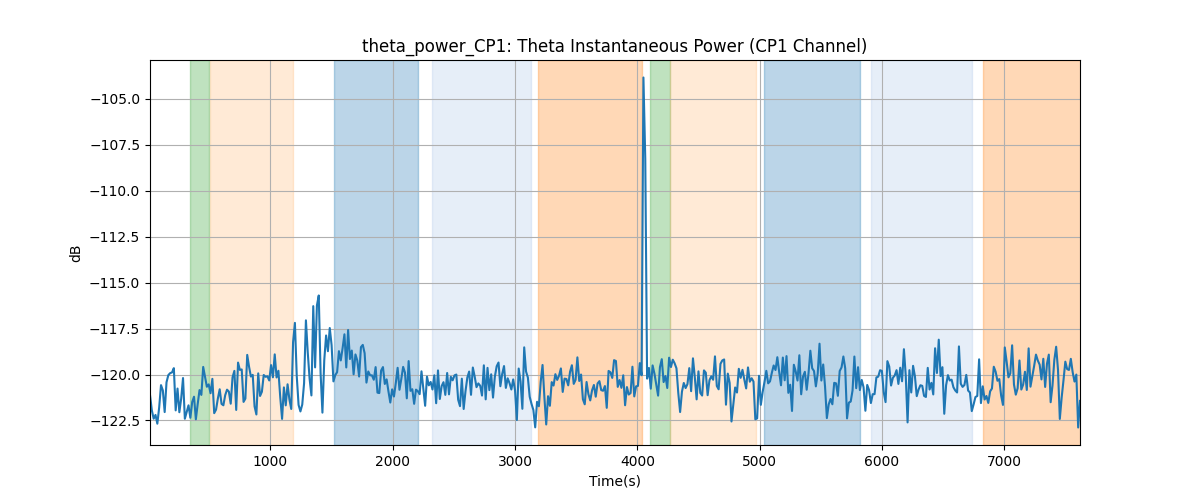 theta_power_CP1: Theta Instantaneous Power (CP1 Channel)
dB
−105.0
−107.5
−110.0
−112.5
−115.0
−117.5
−120.0
−122.5
1000 2000 3000 4000 5000 6000 7000
Time(s)